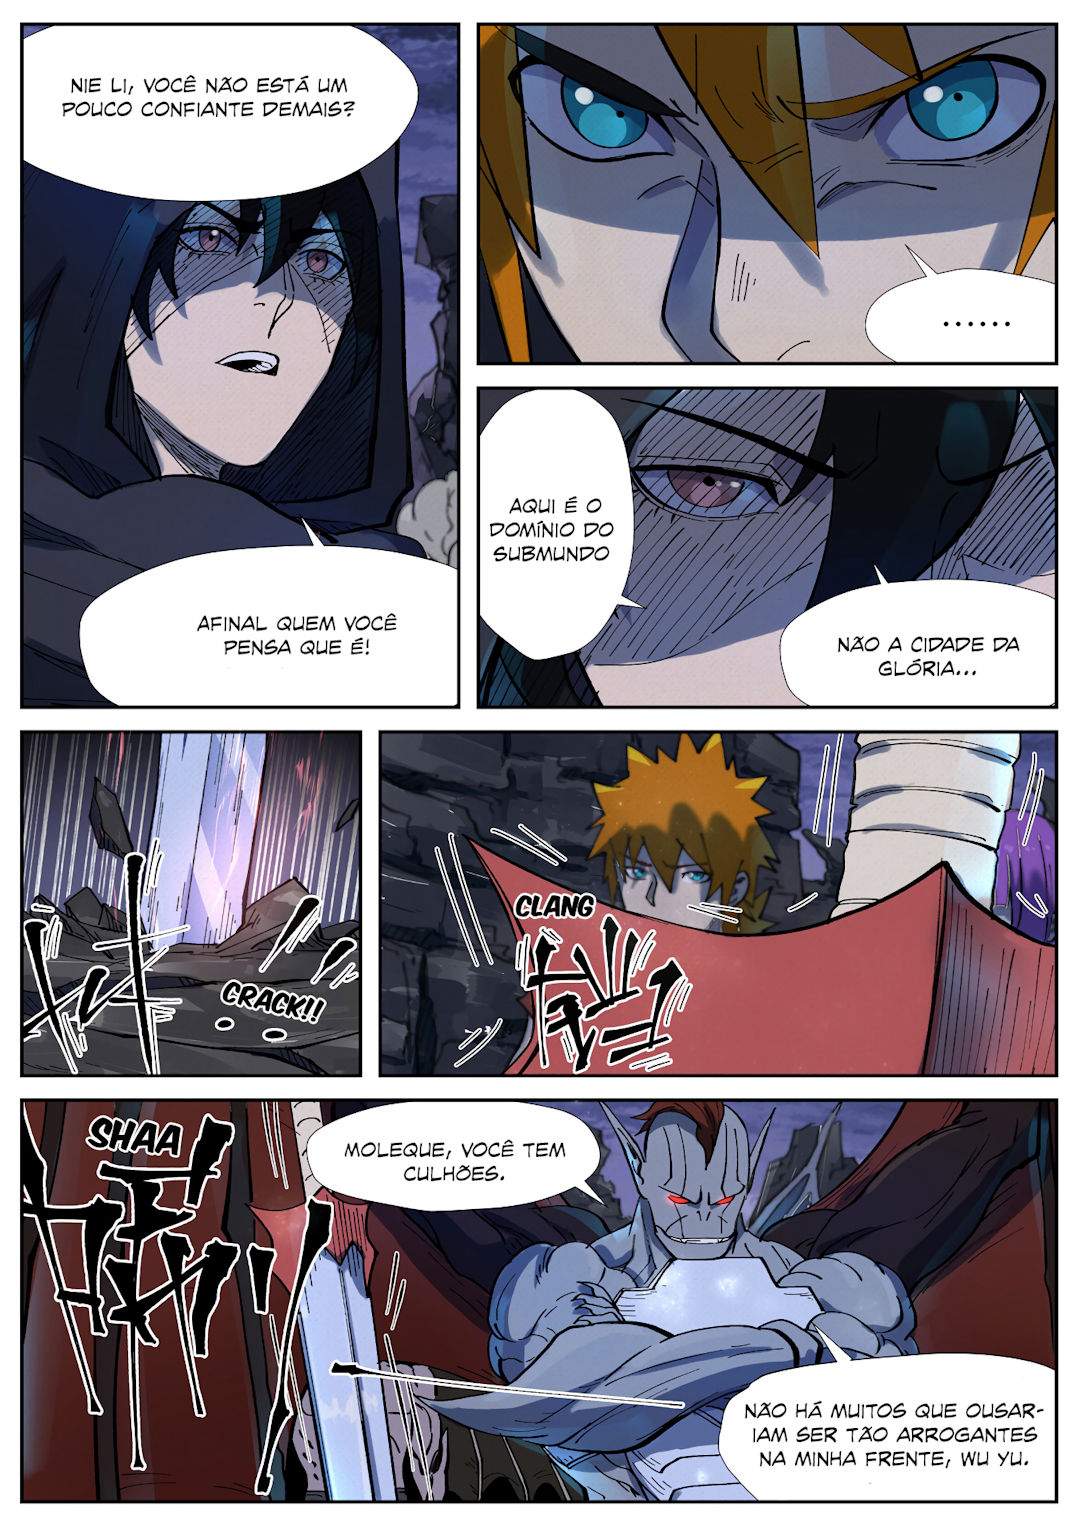 NIE LI, VOCÊ NÃO ESTÁ UM
POUCO CONFIANTE DEMAIS?
......
AFINAL QUEM VOCÊ
PENSA QUE É!
AQUI É O
DOMÍNIO DO
SUBMUNDO
NÃO A CIDADE DA
GLÓRIA...
CRACK!!
CLANG
SHAA
MOLEQUE, VOCÊ TEM
CULHÕES.
NÃO HÁ MUITOS QUE OUSAR-
IAM SER TÃO ARROGANTES
NA MINHA FRENTE, WU YU.